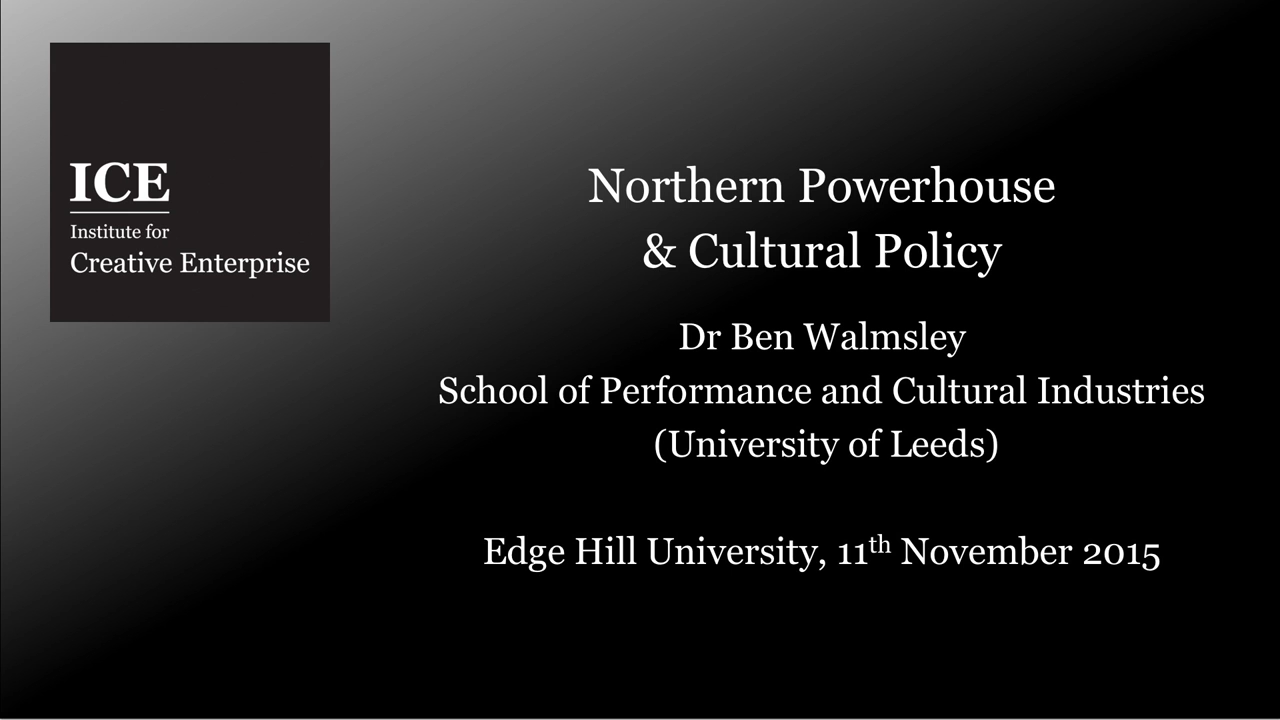 ICE
Institute for
Creative Enterprise
Northern Powerhouse
& Cultural Policy
Dr Ben Walmsley
School of Performance and Cultural Industries
(University of Leeds)
Edge Hill University, 11th November 2015